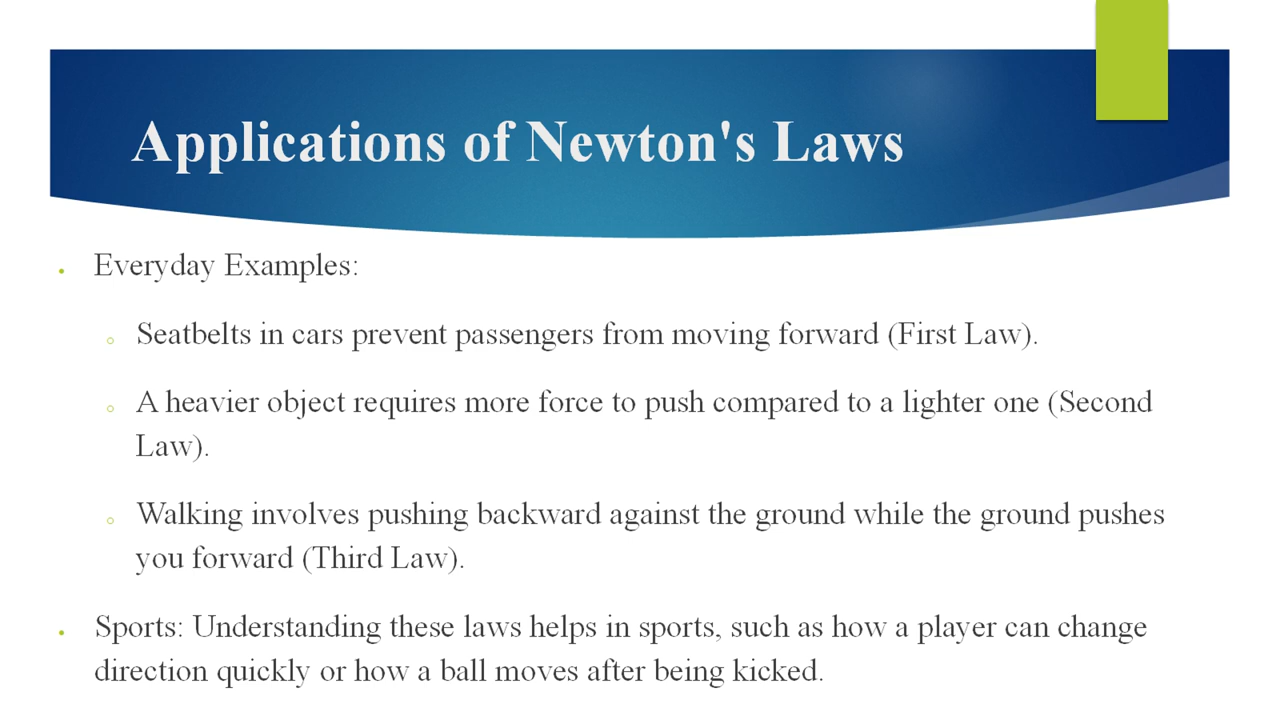 Applications of Newton's Laws
Everyday Examples:
Seatbelts in cars prevent passengers from moving forward (First Law).
A heavier object requires more force to push compared to a lighter one (Second
Law).
Walking involves pushing backward against the ground while the ground pushes
you forward (Third Law).
Sports: Understanding these laws helps in sports, such as how a player can change
direction quickly or how a ball moves after being kicked.